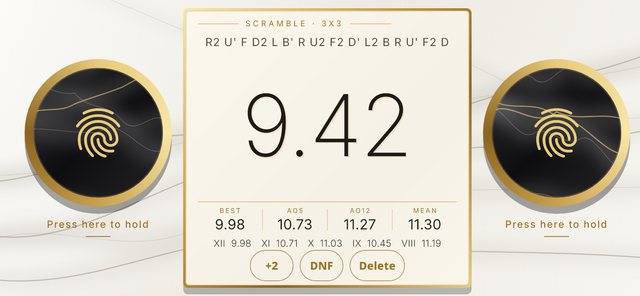 SCRAMBLE · 3X3
R2 U' F D2 L B' R U2 F2 D' L2 B R U' F2 D
9.42
BEST AO5 AO12 MEAN
9.98 10.73 11.27 11.30
XII 9.98 XI 10.71 X 11.03 IX 10.45 VIII 11.19
+2 DNF Delete
Press here to hold
Press here to hold